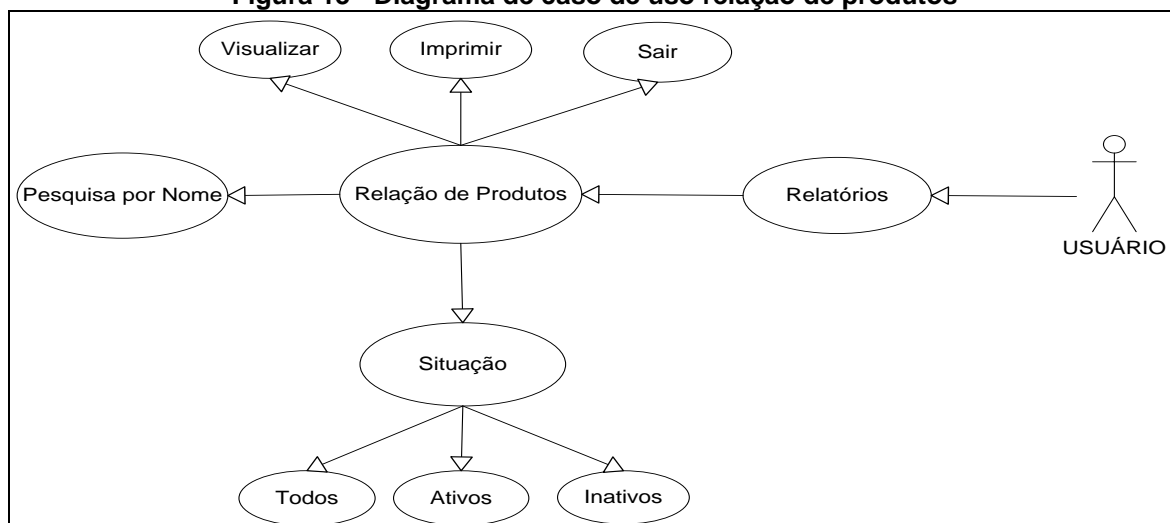 Figura - Diagrama de caso de uso relação de produtos
Visualizar
Imprimir
Sair
Pesquisa por Nome
Relação de Produtos
Relatórios
USUÁRIO
Situação
Todos
Ativos
Inativos